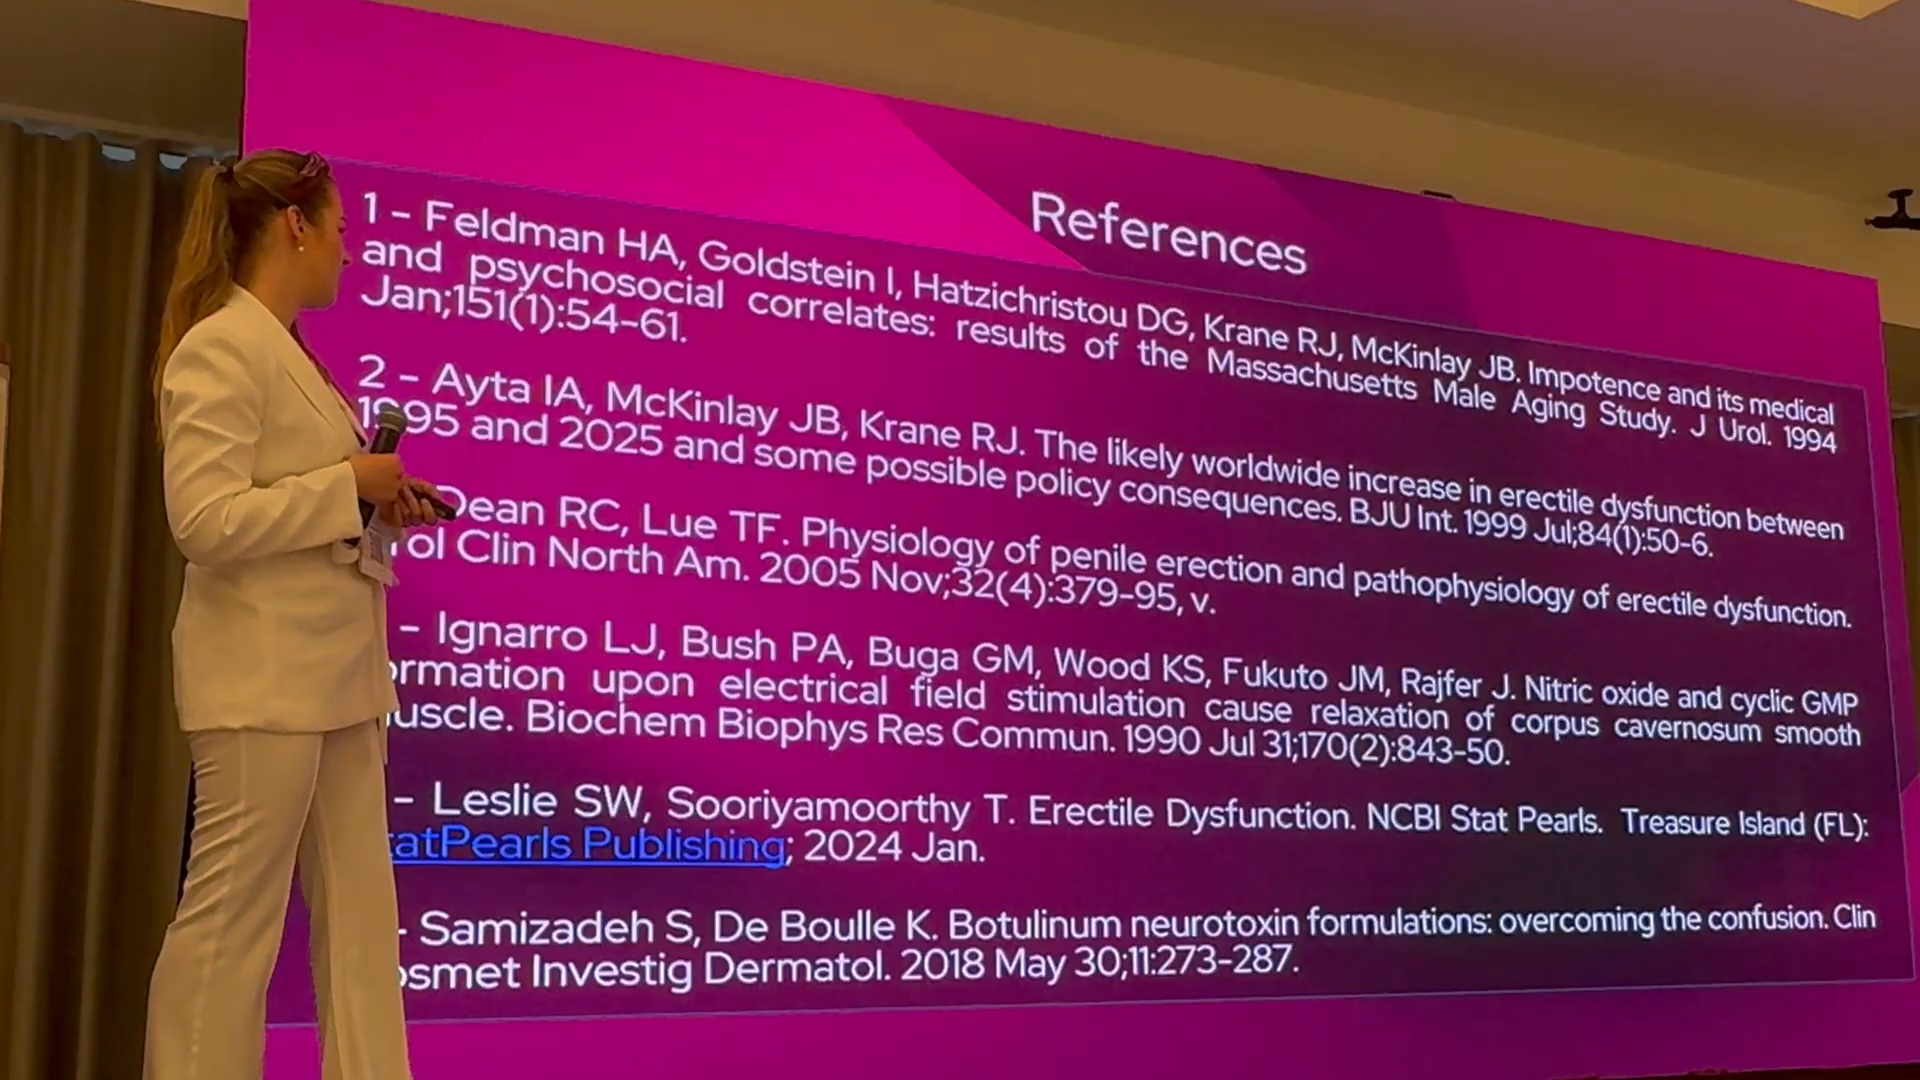 References
1 - Feldman HA, Goldstein I, Hatzichristou DG, Krane RJ, McKinlay JB. Impotence and its medical
and psychosocial correlates: results of the Massachusetts Male Aging Study. J Urol. 1994
Jan;151(1):54-61.
2 - Ayta IA, McKinlay JB, Krane RJ. The likely worldwide increase in erectile dysfunction between
1995 and 2025 and some possible policy consequences. BJU Int. 1999 Jul;84(1):50-6.
Dean RC, Lue TF. Physiology of penile erection and pathophysiology of erectile dysfunction.
rol Clin North Am. 2005 Nov;32(4):379-95, v.
- Ignarro LJ, Bush PA, Buga GM, Wood KS, Fukuto JM, Rajfer J. Nitric oxide and cyclic GMP
ormation upon electrical field stimulation cause relaxation of corpus cavernosum smooth
uscle. Biochem Biophys Res Commun. 1990 Jul 31;170(2):843-50.
- Leslie SW, Sooriyamoorthy T. Erectile Dysfunction. NCBI Stat Pearls. Treasure Island (FL):
tatPearls Publishing; 2024 Jan.
- Samizadeh S, De Boulle K. Botulinum neurotoxin formulations: overcoming the confusion. Clin
osmet Investig Dermatol. 2018 May 30;11:273-287.